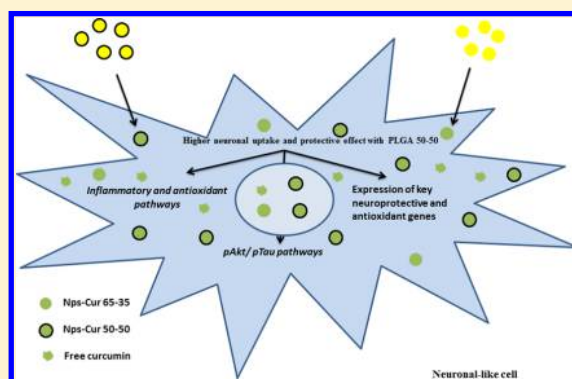 Higher neuronal uptake and protective effect with PLGA 50-50
Inflammatory and antioxidant
pathways
Expression of key
neuroprotective and
antioxidant genes
pAkt/ pTau pathways
Nps-Cur 65-35
Nps-Cur 50-50
Free curcumin
Neuronal-like cell